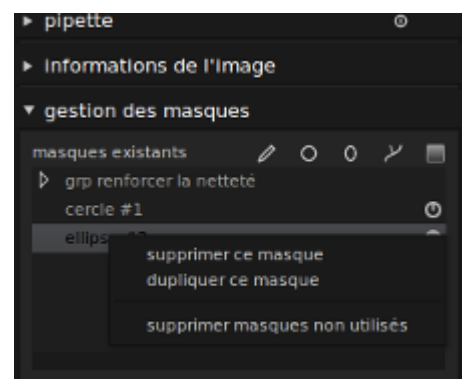 pipette
informations de l'image
gestion des masques
masques existants
grp renforcer la netteté
cercle #1
supprimer ce masque
dupliquer ce masque
supprimer masques non utilisés